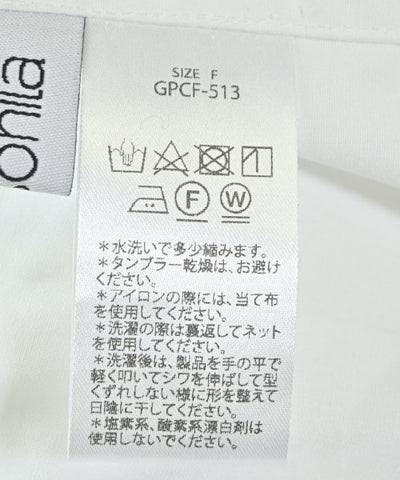 onila
SIZE F
GPCF-513
F
W
*水洗いで多少縮みます。
*タンブラー乾燥は、お避け
ください。
*アイロンの際には、当て布
を使用してください。
*洗濯の際は裏返してネット
を使用してください。
*洗濯後は、製品を手の平で
軽く叩いてシワを伸ばして型
くずれしない様に形を整えて
日陰に干してください。
*塩素系、酸素系漂白剤は
使用しないでください。